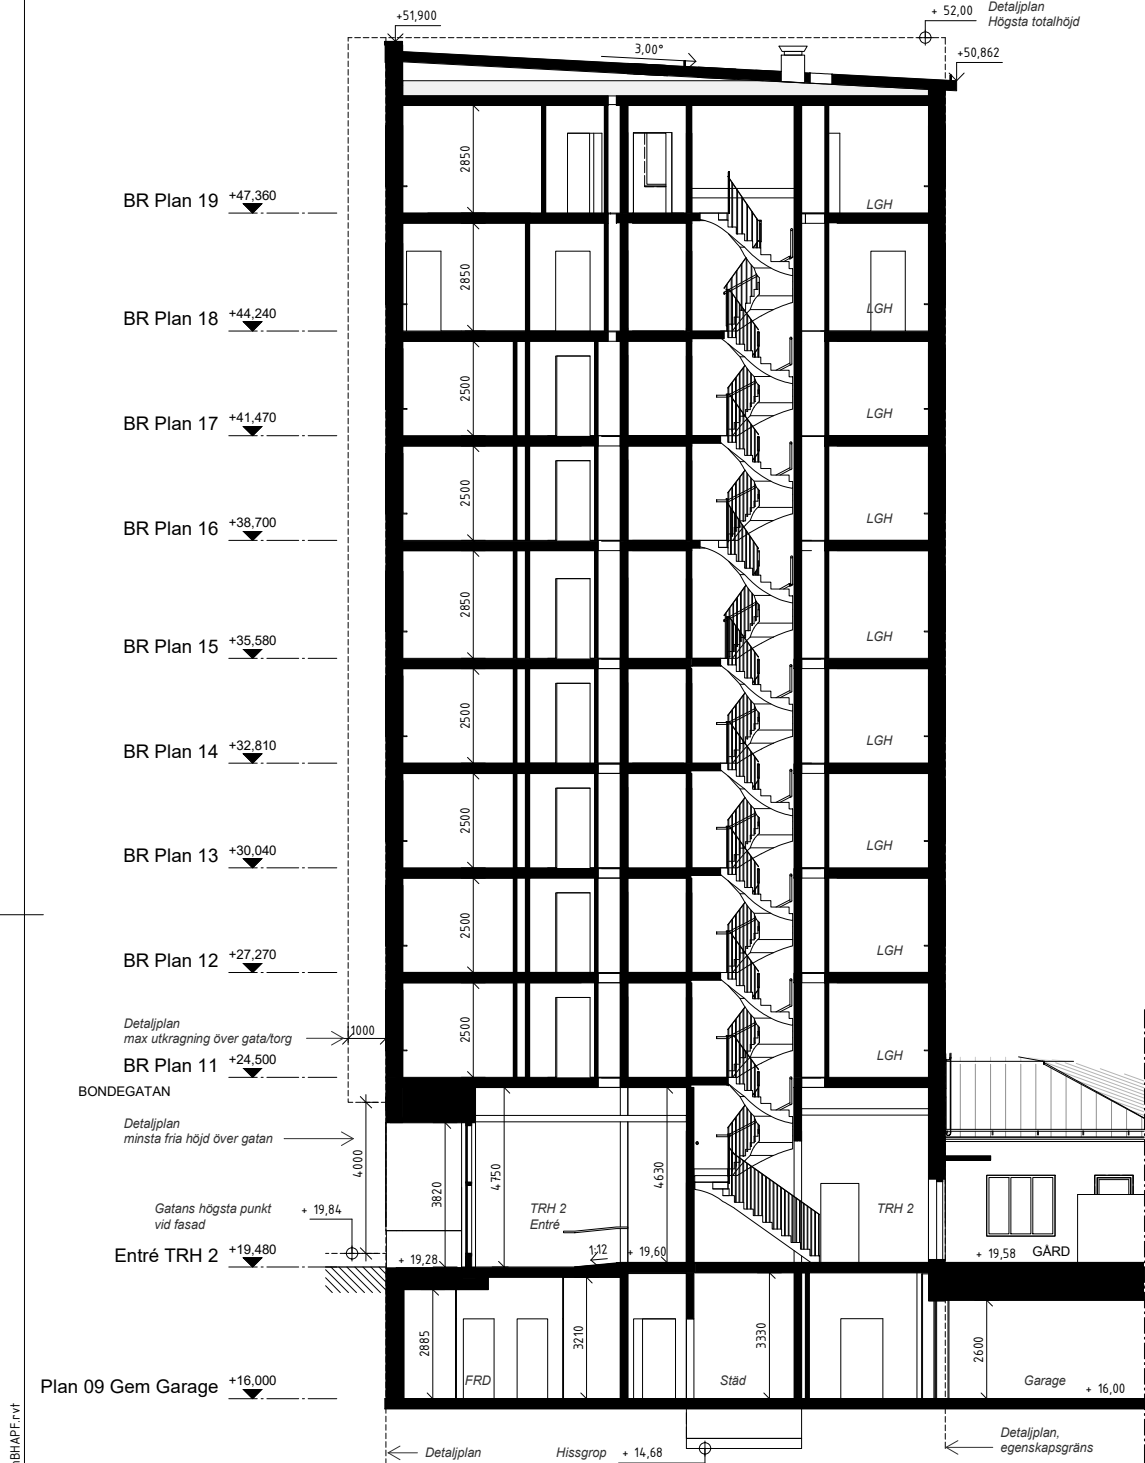 +51,900
+ 52,00
Detaljplan
Högsta totalhöjd
3,00°
+50,862
2850
BR Plan 19 +47,360
LGH
2850
BR Plan 18 +44,240
LGH
2500
BR Plan 17 +41,470
LGH
2500
BR Plan 16 +38,700
LGH
2850
BR Plan 15 +35,580
LGH
2500
BR Plan 14 +32,810
LGH
2500
BR Plan 13 +30,040
LGH
2500
BR Plan 12 +27,270
LGH
Detaljplan
max utkragning över gata/torg
1000
2500
BR Plan 11 +24,500
LGH
BONDEGATAN
Detaljplan
minsta fria höjd över gatan
4000
3820
4750
4630
Gatans högsta punkt
vid fasad
+ 19,84
TRH 2
Entré
TRH 2
Entré TRH 2 +19,480
+ 19,28
1:12
+ 19,60
+ 19,58
GÅRD
2885
3210
3330
2600
Plan 09 Gem Garage +16,000
FRD
Städ
Garage
+ 16,00
Detaljplan
Hissgrop
+ 14,68
Detaljplan,
egenskapsgräns